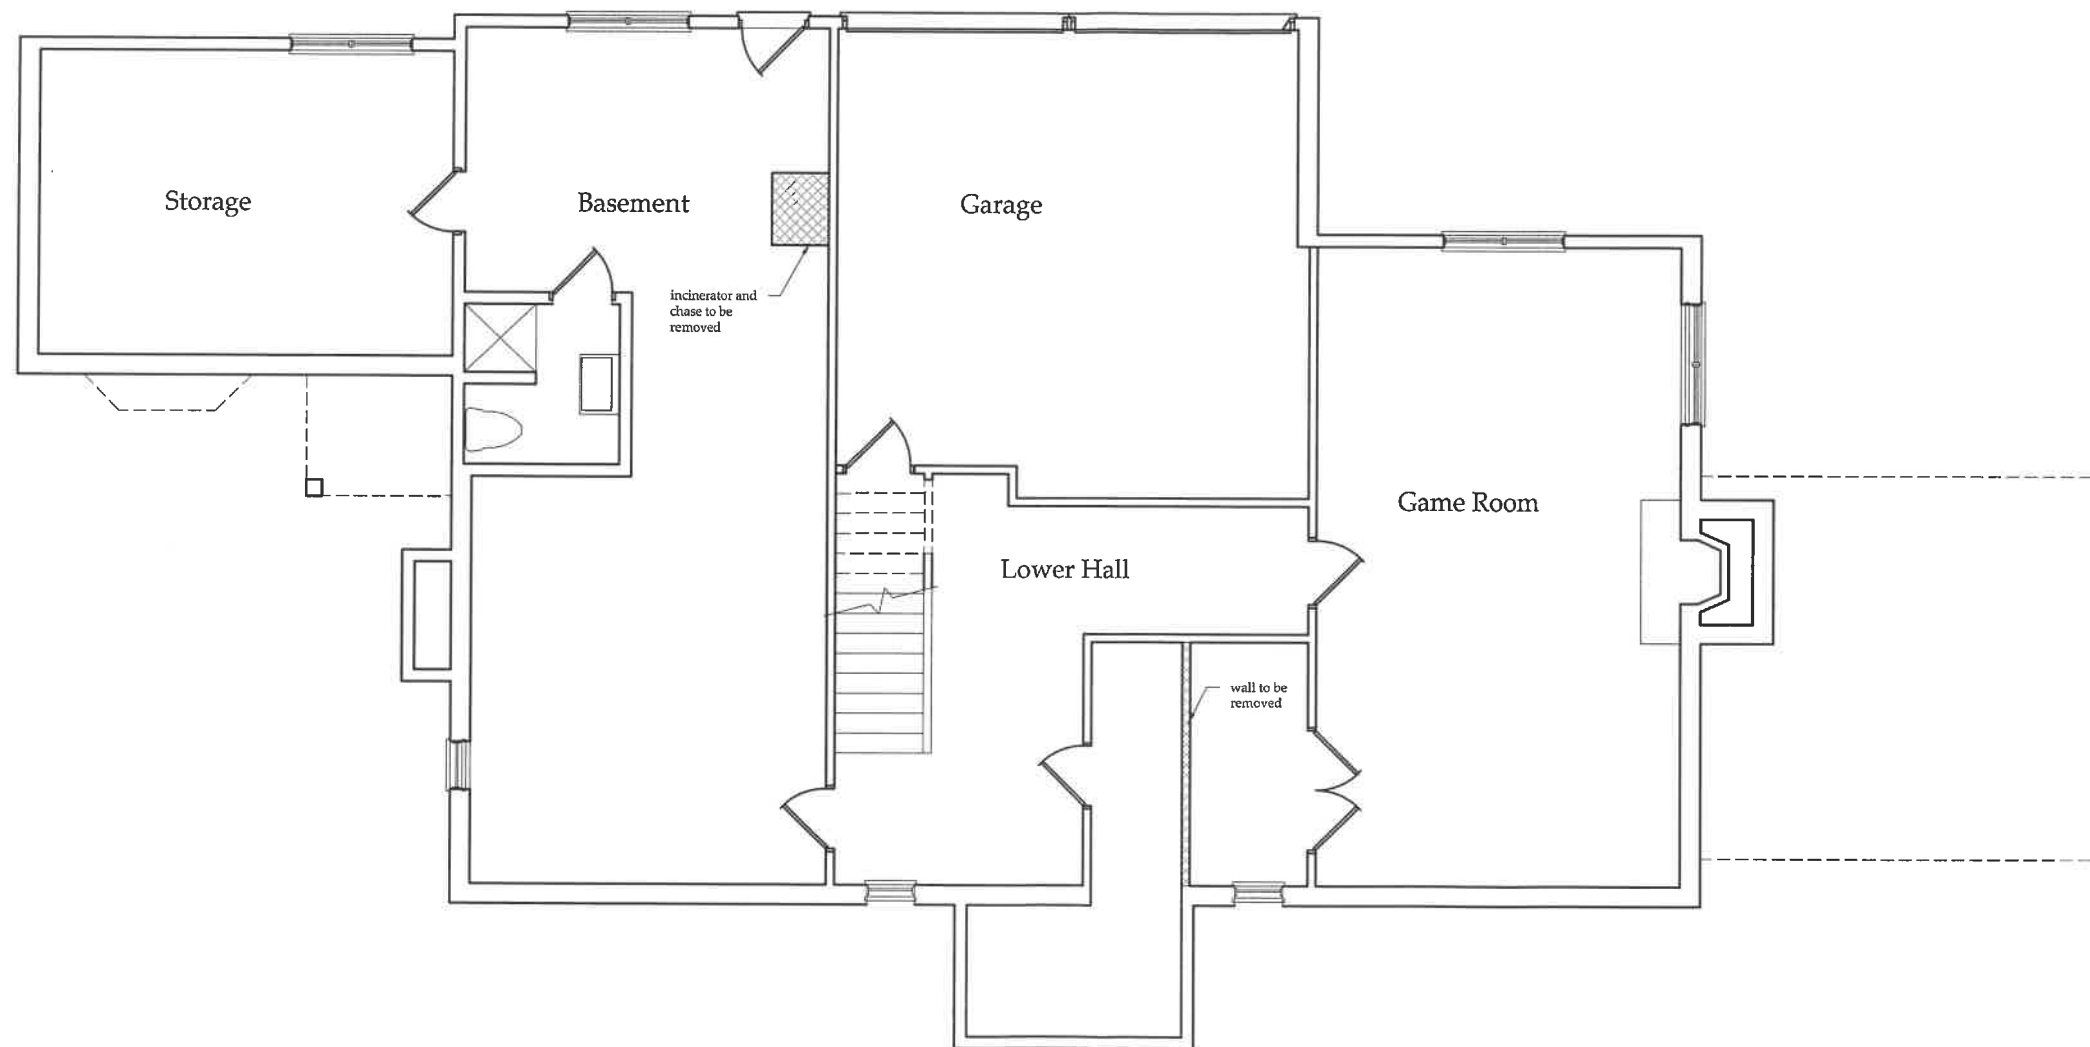 Storage
Basement
Garage
incinerator and
chase to be
removed
Game Room
Lower Hall
wall to be
removed